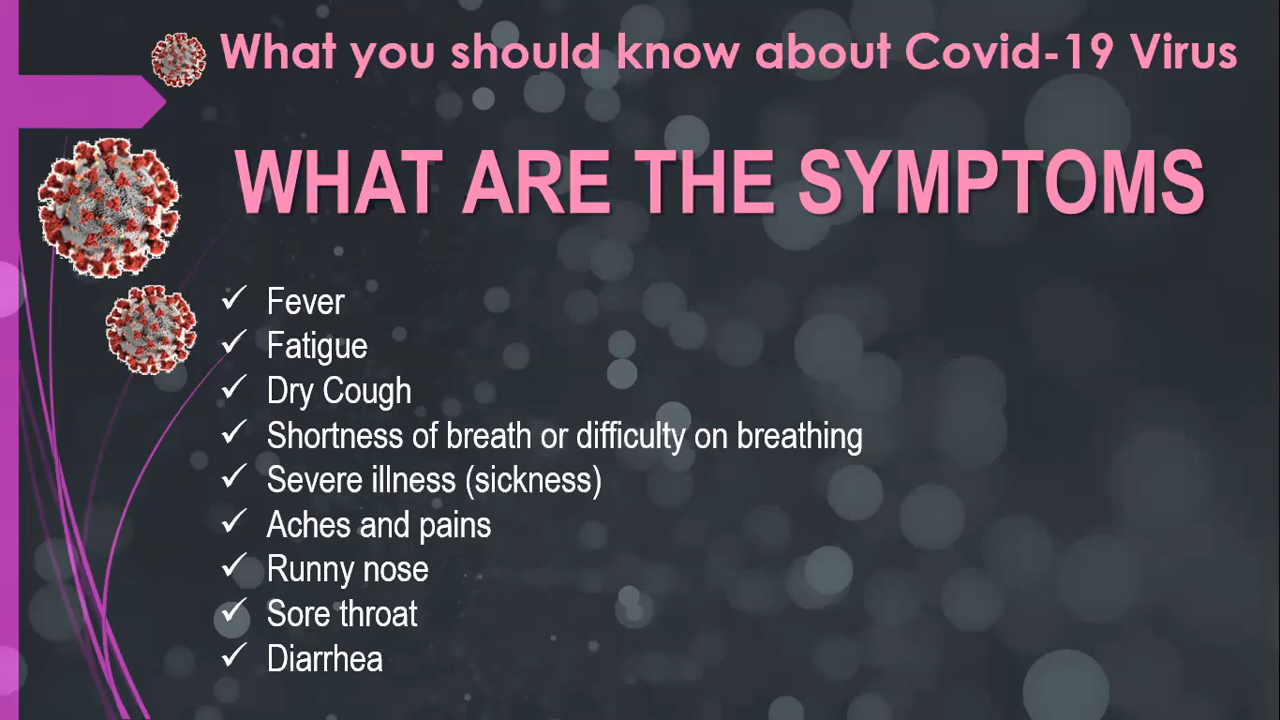 What you should know about Covid-19 Virus
WHAT ARE THE SYMPTOMS
✓ Fever
✓ Fatigue
✓ Dry Cough
✓ Shortness of breath or difficulty on breathing
✓ Severe illness (sickness)
✓ Aches and pains
✓ Runny nose
✓ Sore throat
✓ Diarrhea